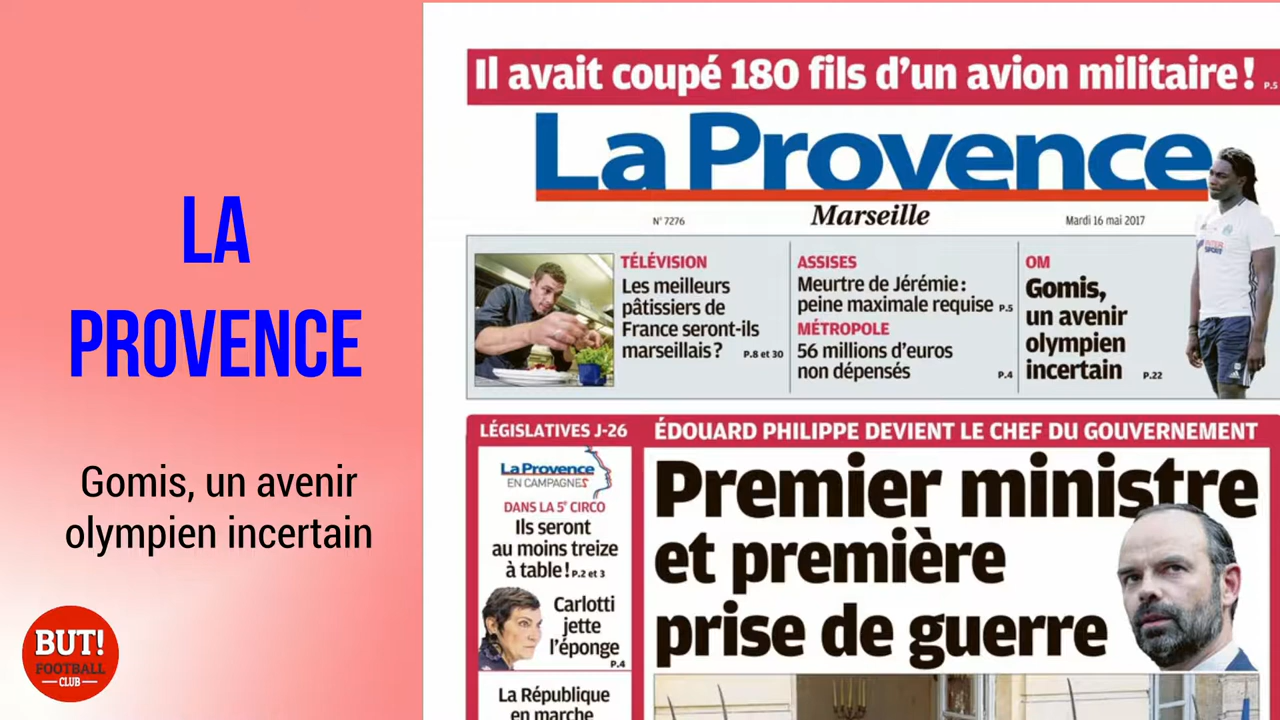 LA
PROVENCE
Gomis, un avenir
olympien incertain
BUT!
FOOTBALL
CLUB
Il avait coupé 180 fils d’un avion militaire! P.5
La Provence
N° 7276
Marseille
Mardi 16 mai 2017
TÉLÉVISION
Les meilleurs
pâtissiers de
France seront-ils
marseillais? P.8 et 30
ASSISES
Meurtre de Jérémie:
peine maximale requise P.5
MÉTROPOLE
56 millions d’euros
non dépensés P.4
OM
Gomis,
un avenir
olympien
incertain P.22
INTER
SPORT
LÉGISLATIVES J-26
La Provence
EN CAMPAGNES
DANS LA 5e CIRCO
Ils seront
au moins treize
à table! P.2 et 3
Carlotti
jette
l’éponge
P.4
La République
en marche
ÉDOUARD PHILIPPE DEVIENT LE CHEF DU GOUVERNEMENT
Premier ministre
et première
prise de guerre